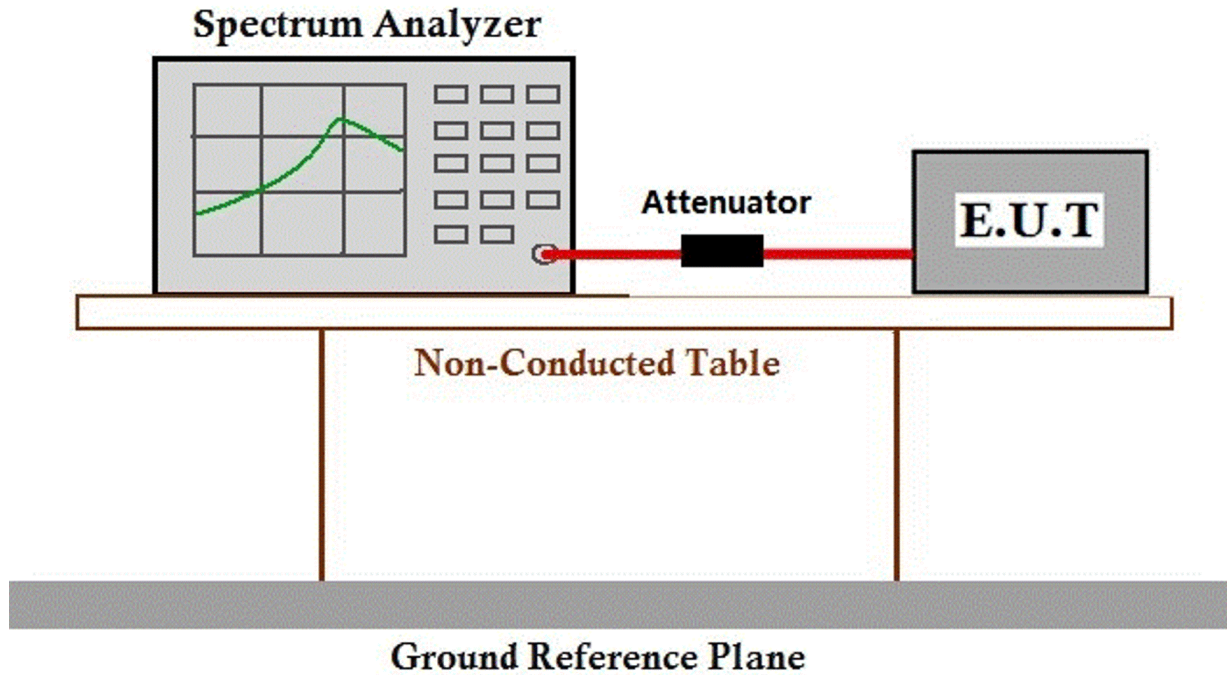 Spectrum Analyzer
Attenuator
E.U.T
Non-Conducted Table
Ground Reference Plane